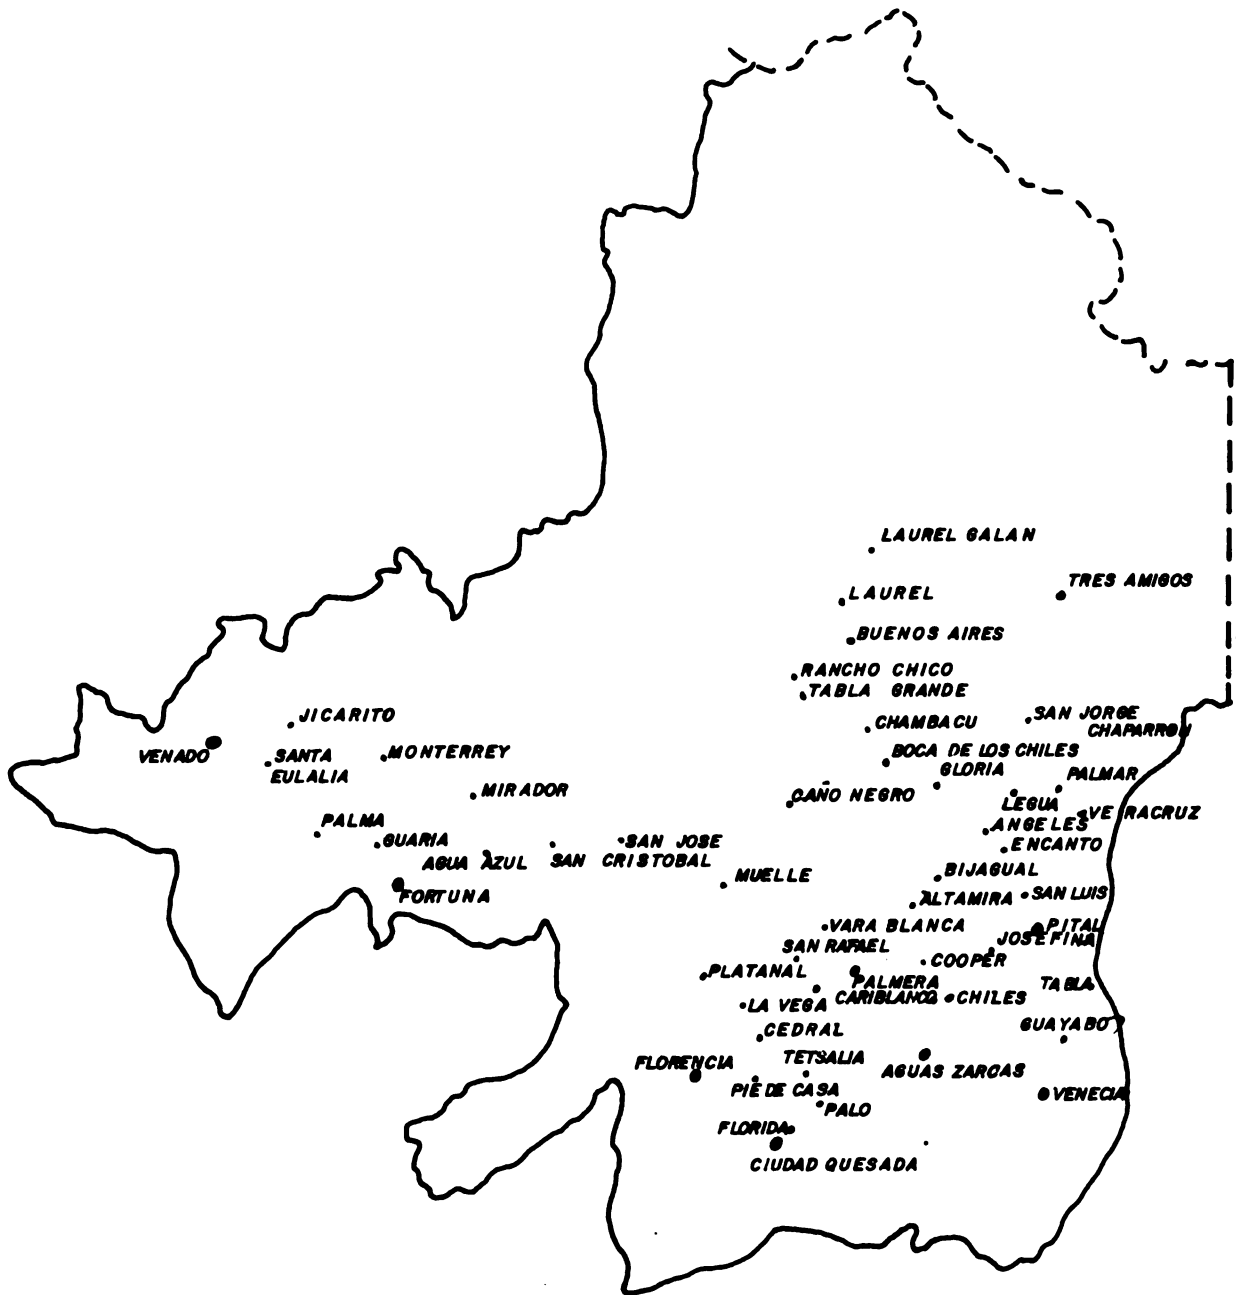 LAUREL GALAN
TRES AMIGOS
LAUREL
BUENOS AIRES
RANCHO CHICO
TABLA GRANDE
JICARITO
SAN JORGE
CHAMBACU
CHAPARRON
VENADO
SANTA
EULALIA
MONTERREY
BOCA DE LOS CHILES
GLORIA
PALMAR
MIRADOR
CAÑO NEGRO
LEGUA
VERACRUZ
PALMA
ANGELES
GUARIA
SAN JOSE
ENCANTO
AGUA AZUL
SAN CRISTOBAL
MUELLE
BIJAGUAL
FORTUNA
ALTAMIRA
SAN LUIS
VARA BLANCA
PITAL
JOSEFINA
SAN RAFAEL
COOPER
PLATANAL
PALMERA
TABLA
LA VEGA
CARIBLANCO
CHILES
CEDRAL
GUAYABO
FLORENCIA
TETSALIA
AGUAS ZARCAS
PIE DE CASA
VENECIA
PALO
FLORIDA
CIUDAD QUESADA